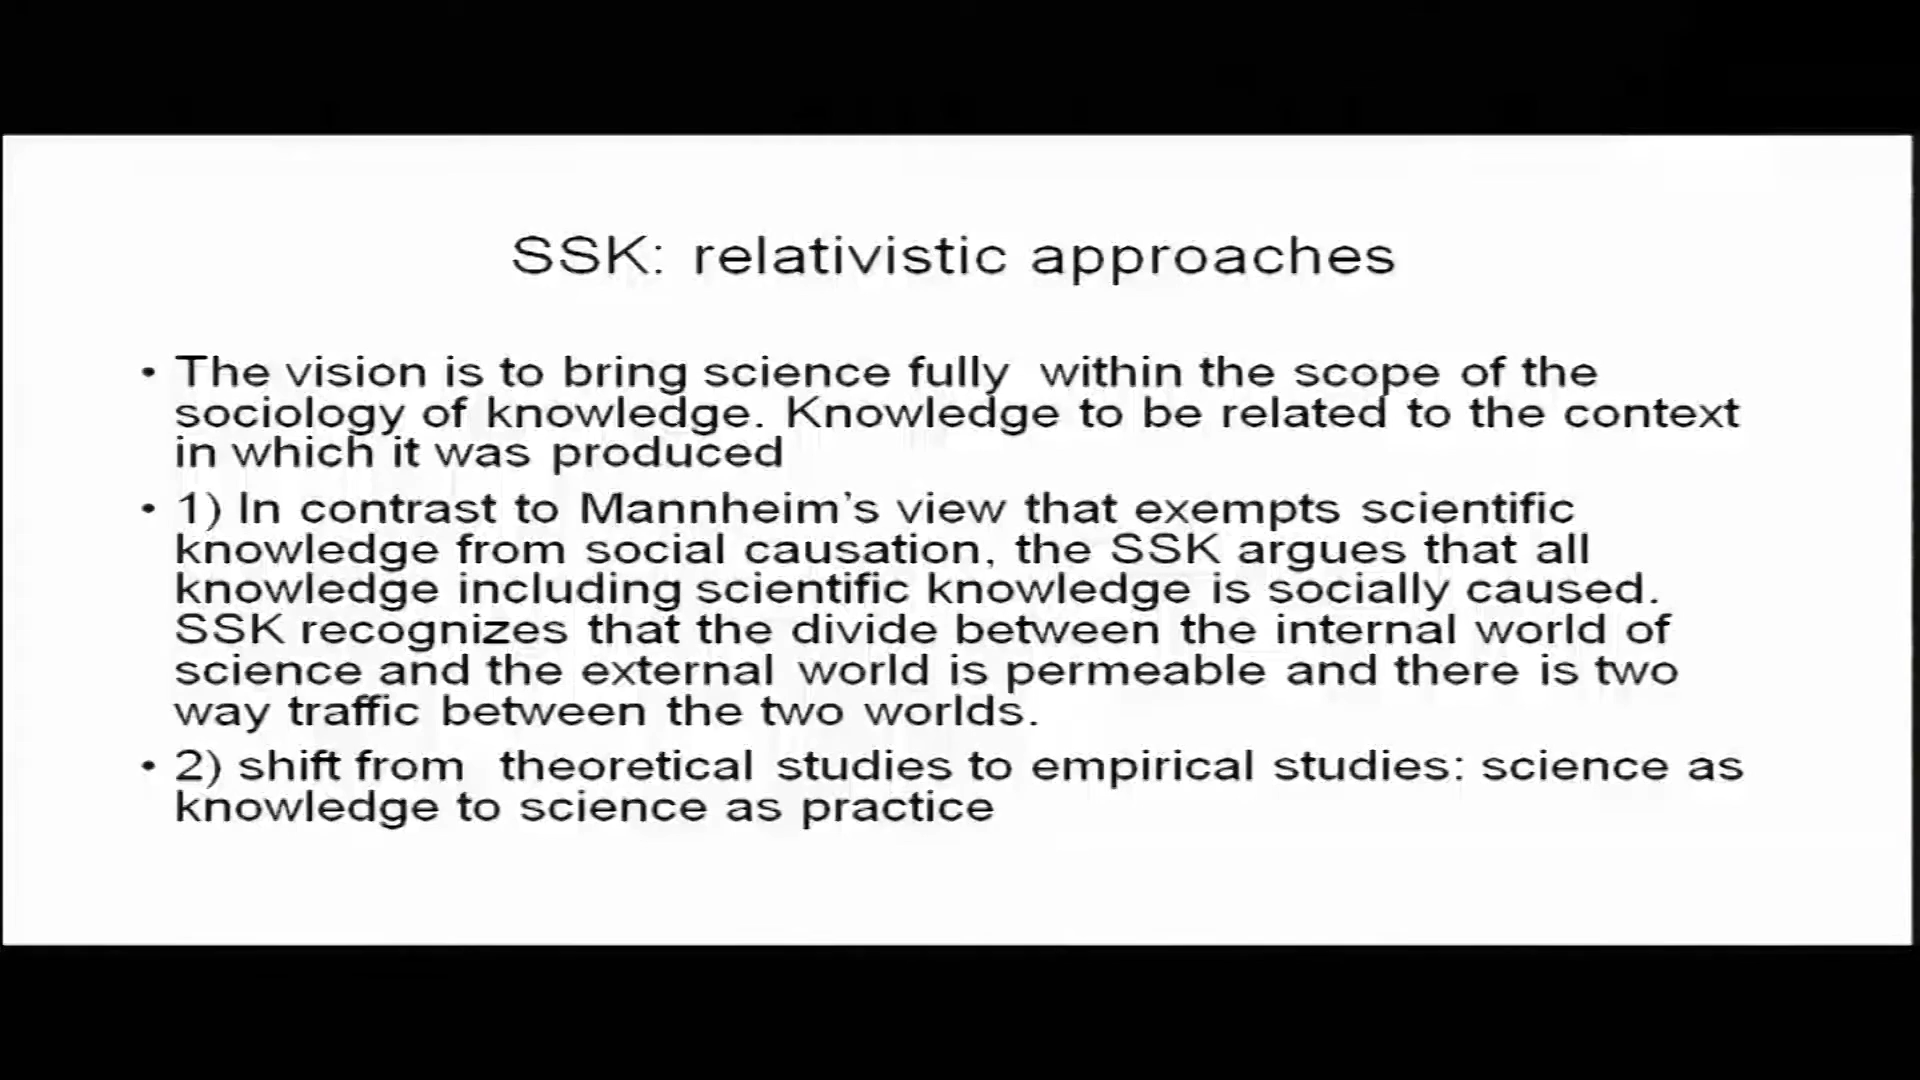 SSK: relativistic approaches
• The vision is to bring science fully within the scope of the
sociology of knowledge. Knowledge to be related to the context
in which it was produced
• 1) In contrast to Mannheim's view that exempts scientific
knowledge from social causation, the SSK argues that all
knowledge including scientific knowledge is socially caused.
SSK recognizes that the divide between the internal world of
science and the external world is permeable and there is two
way traffic between the two worlds.
• 2) shift from theoretical studies to empirical studies: science as
knowledge to science as practice